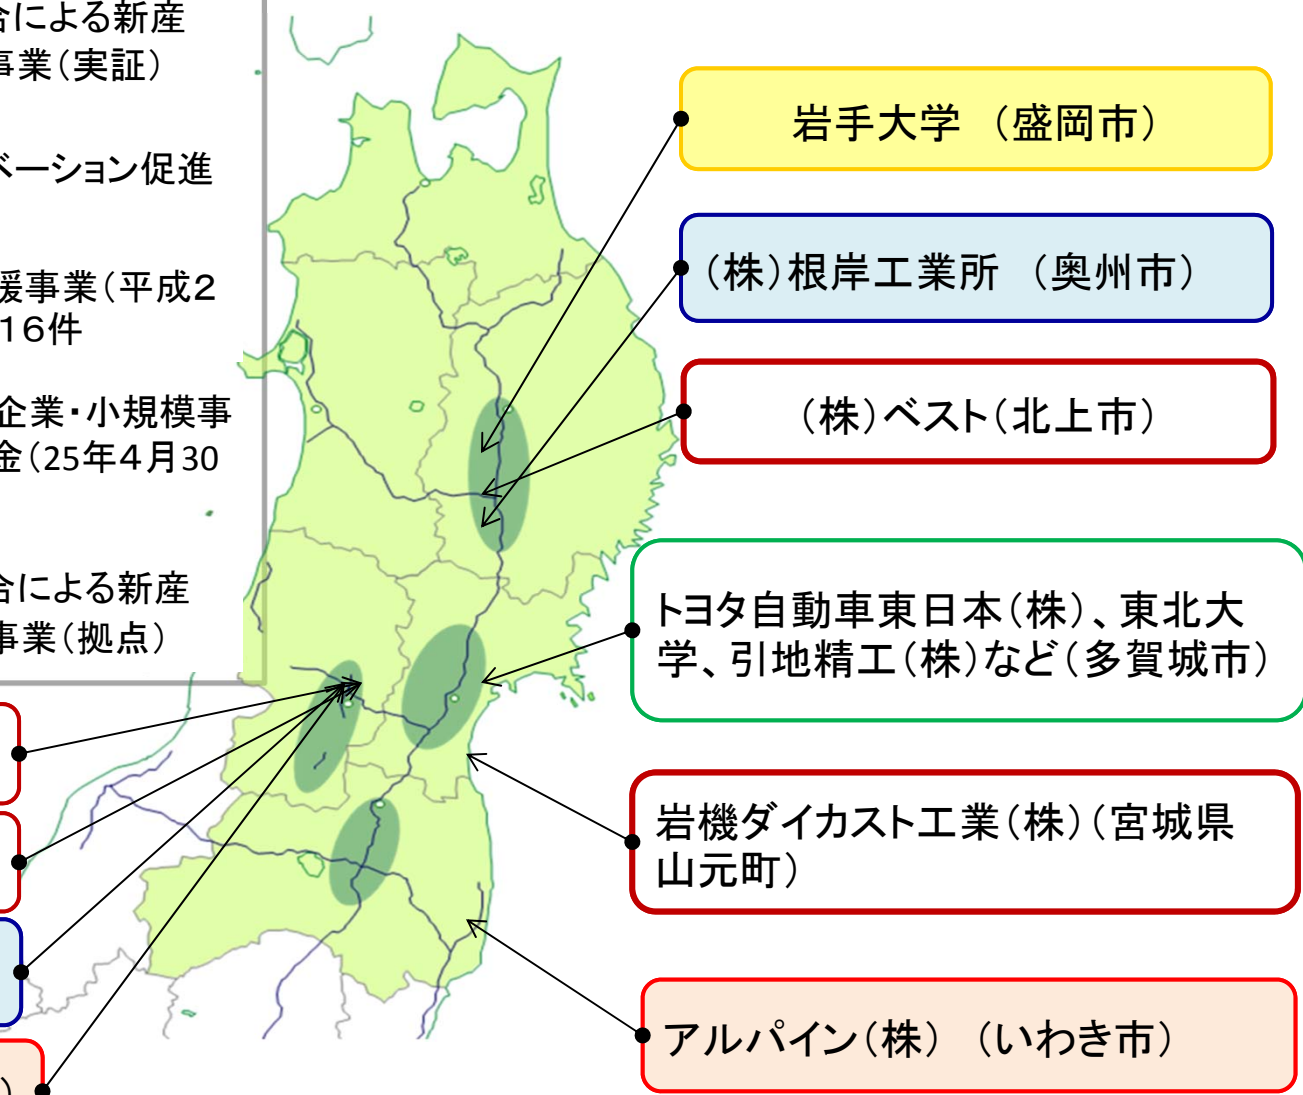 合による新産
事業（実証）
ベーション促進
援事業（平成２
１６件
企業・小規模事
金（25年４月30
合による新産
事業（拠点）
岩手大学　（盛岡市）
（株）根岸工業所　（奥州市）
（株）ベスト（北上市）
トヨタ自動車東日本（株）、東北大
学、引地精工（株）など（多賀城市）
岩機ダイカスト工業（株）（宮城県
山元町）
アルパイン（株）　（いわき市）
）